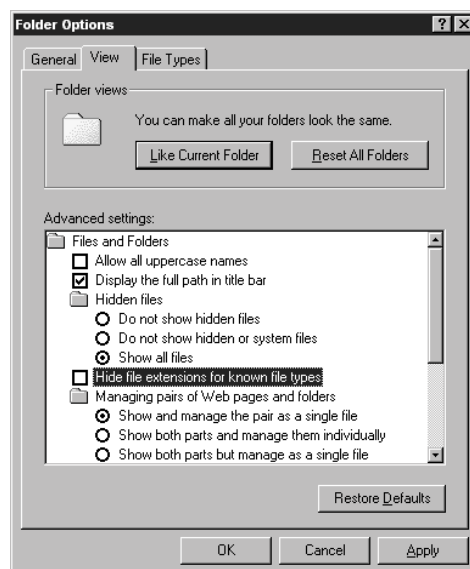 Folder Options
General View File Types
Folder views
You can make all your folders look the same.
Like Current Folder Reset All Folders
Advanced settings:
Files and Folders
Allow all uppercase names
Display the full path in title bar
Hidden files
Do not show hidden files
Do not show hidden or system files
Show all files
Hide file extensions for known file types
Managing pairs of Web pages and folders
Show and manage the pair as a single file
Show both parts and manage them individually
Show both parts but manage as a single file
Restore Defaults
OK Cancel Apply